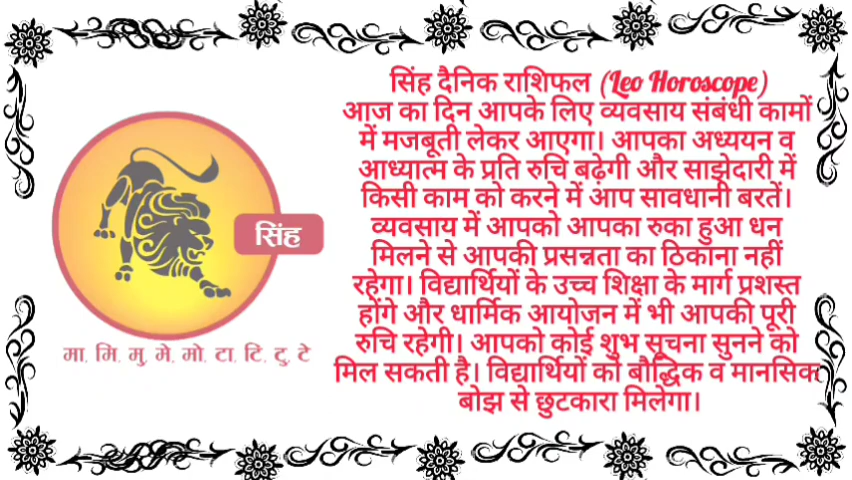 सिंह दैनिक राशिफल (Leo Horoscope)
आज का दिन आपके लिए व्यवसाय संबंधी कामों
में मजबूती लेकर आएगा। आपका अध्ययन व
आध्यात्म के प्रति रुचि बढ़ेगी और साझेदारी में
किसी काम को करने में आप सावधानी बरतें।
व्यवसाय में आपको आपका रुका हुआ धन
मिलने से आपकी प्रसन्नता का ठिकाना नहीं
रहेगा। विद्यार्थियों के उच्च शिक्षा के मार्ग प्रशस्त
होंगे और धार्मिक आयोजन में भी आपकी पूरी
रुचि रहेगी। आपको कोई शुभ सूचना सुनने को
मिल सकती है। विद्यार्थियों को बौद्धिक व मानसिक
बोझ से छुटकारा मिलेगा।
सिंह
मा. मि. मु. मे. मो. टा. टि. टु. टे